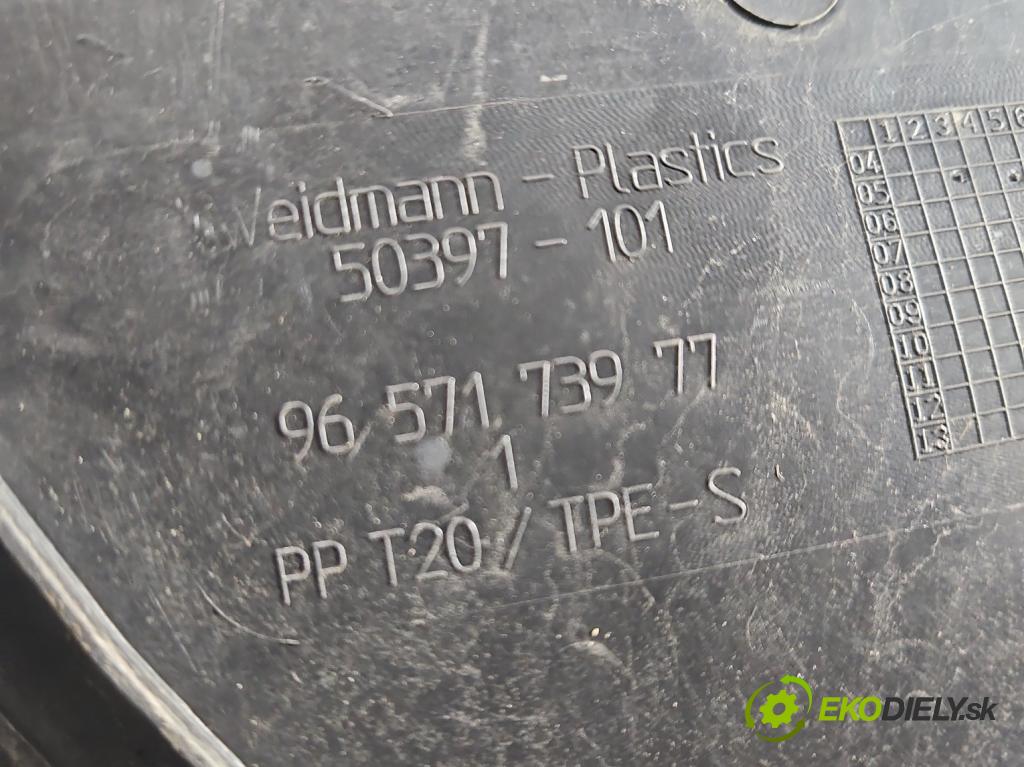 Weidmann - Plastics
50397 - 101
96 571 739 77
1
PP T20 / TPE-S
1 2 3 4 5 6
04
05
06
07
08
09
10
11
12
13
EKODIELY.sk